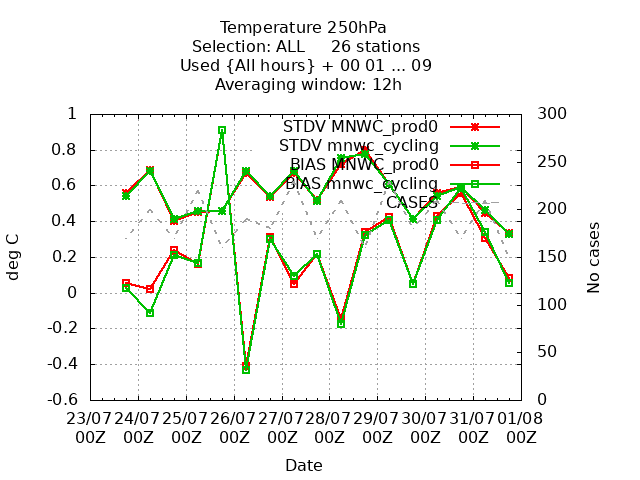 Temperature 250hPa
Selection: ALL     26 stations
Used {All hours} + 00 01 ... 09
Averaging window: 12h
STDV MNWC_prod0
STDV mnwc_cycling
BIAS MNWC_prod0
BIAS mnwc_cycling
CASES
1
0.8
0.6
0.4
0.2
0
-0.2
-0.4
-0.6
deg C
300
250
200
150
100
50
0
No cases
23/07 24/07 25/07 26/07 27/07 28/07 29/07 30/07 31/07 01/08
00Z 00Z 00Z 00Z 00Z 00Z 00Z 00Z 00Z 00Z
Date